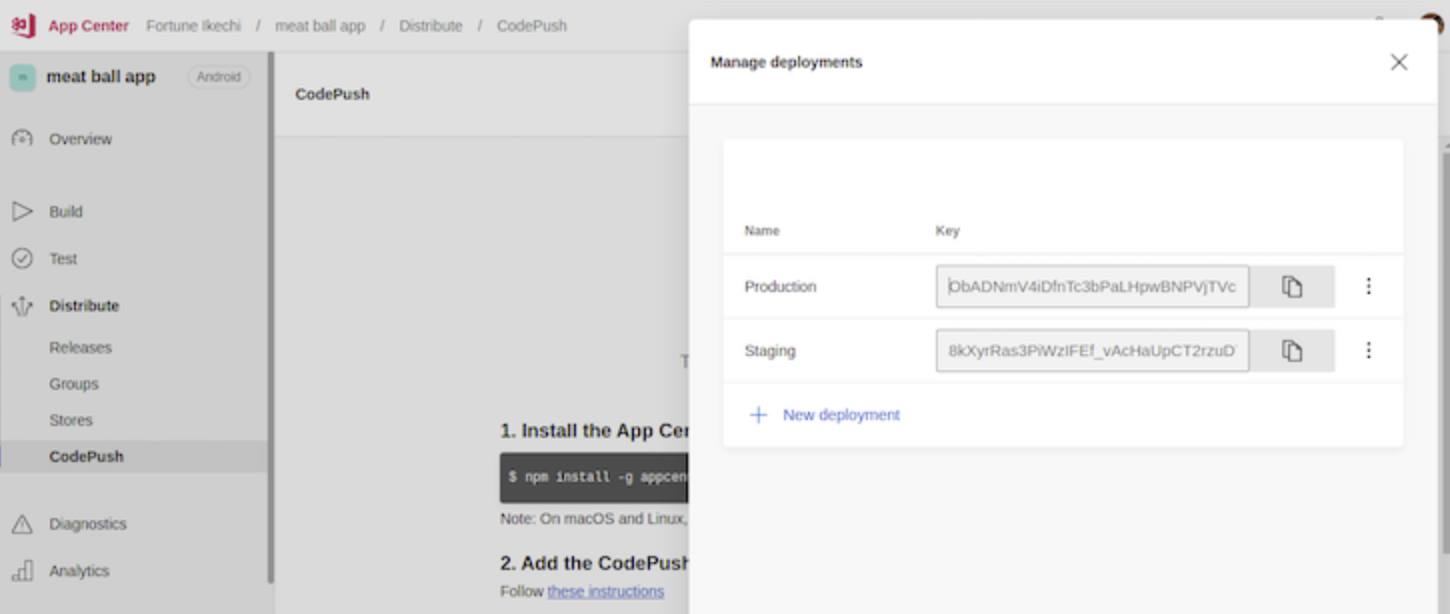 App Center Fortune Ikechi / meat ball app / Distribute / CodePush
m meat ball app Android
Overview
Build
Test
Distribute
Releases
Groups
Stores
CodePush
Diagnostics
Analytics
CodePush
T
1. Install the App Cen
$ npm install -g appcen
Note: On macOS and Linux,
2. Add the CodePush
Follow these instructions
Manage deployments
Name Key
Production
Staging
+ New deployment